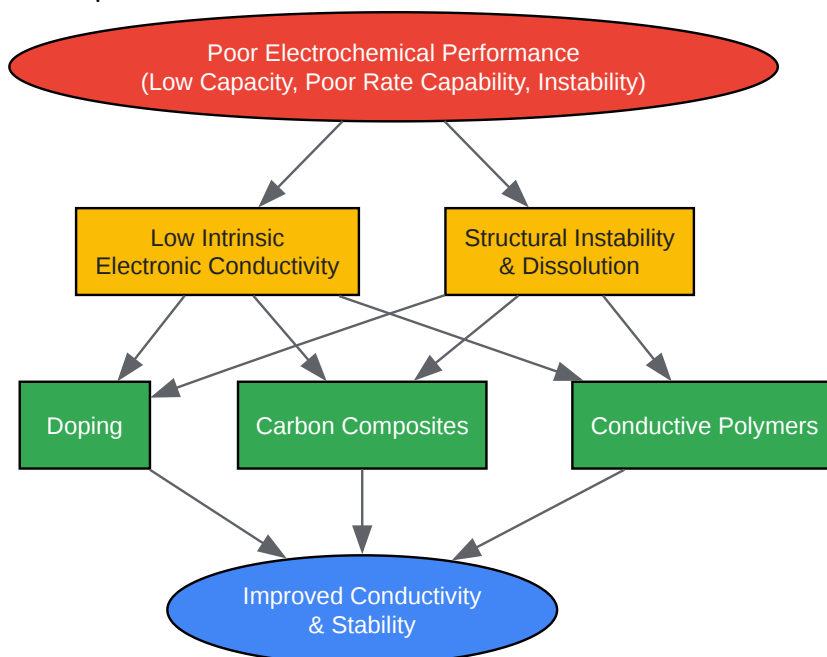 Poor Electrochemical Performance
(Low Capacity, Poor Rate Capability, Instability)
Low Intrinsic
Electronic Conductivity
Structural Instability
& Dissolution
Doping
Carbon Composites
Conductive Polymers
Improved Conductivity
& Stability